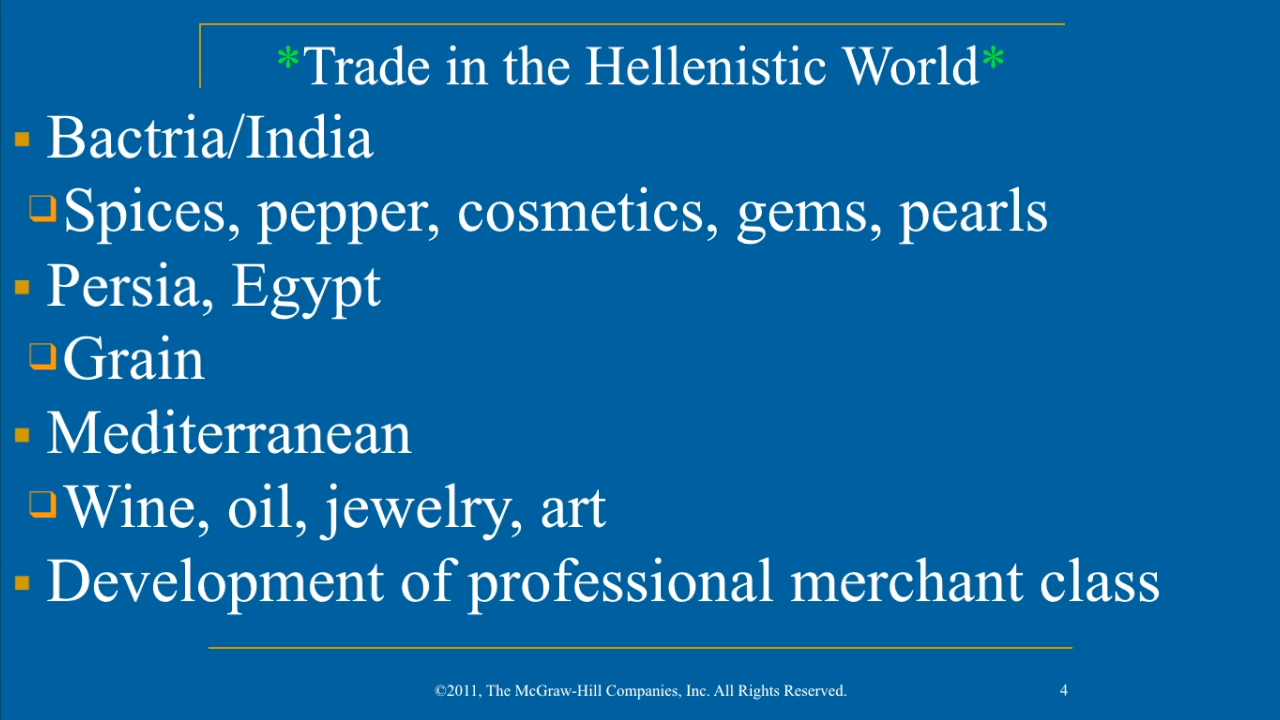 *Trade in the Hellenistic World*
▪ Bactria/India
❑Spices, pepper, cosmetics, gems, pearls
▪ Persia, Egypt
❑Grain
▪ Mediterranean
❑Wine, oil, jewelry, art
▪ Development of professional merchant class
©2011, The McGraw-Hill Companies, Inc. All Rights Reserved.
4